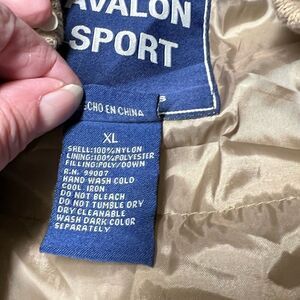 AVALON
SPORT
S
ECHO EN CHINA
XL
SHELL:100%NYLON
LINING:100%POLYESTER
FILLING:POLY/DOWN
R.N. 99007
HAND WASH COLD
COOL IRON
DO NOT BLEACH
DO NOT TUMBLE DRY
DRY CLEANABLE
WASH DARK COLOR
SEPARATELY